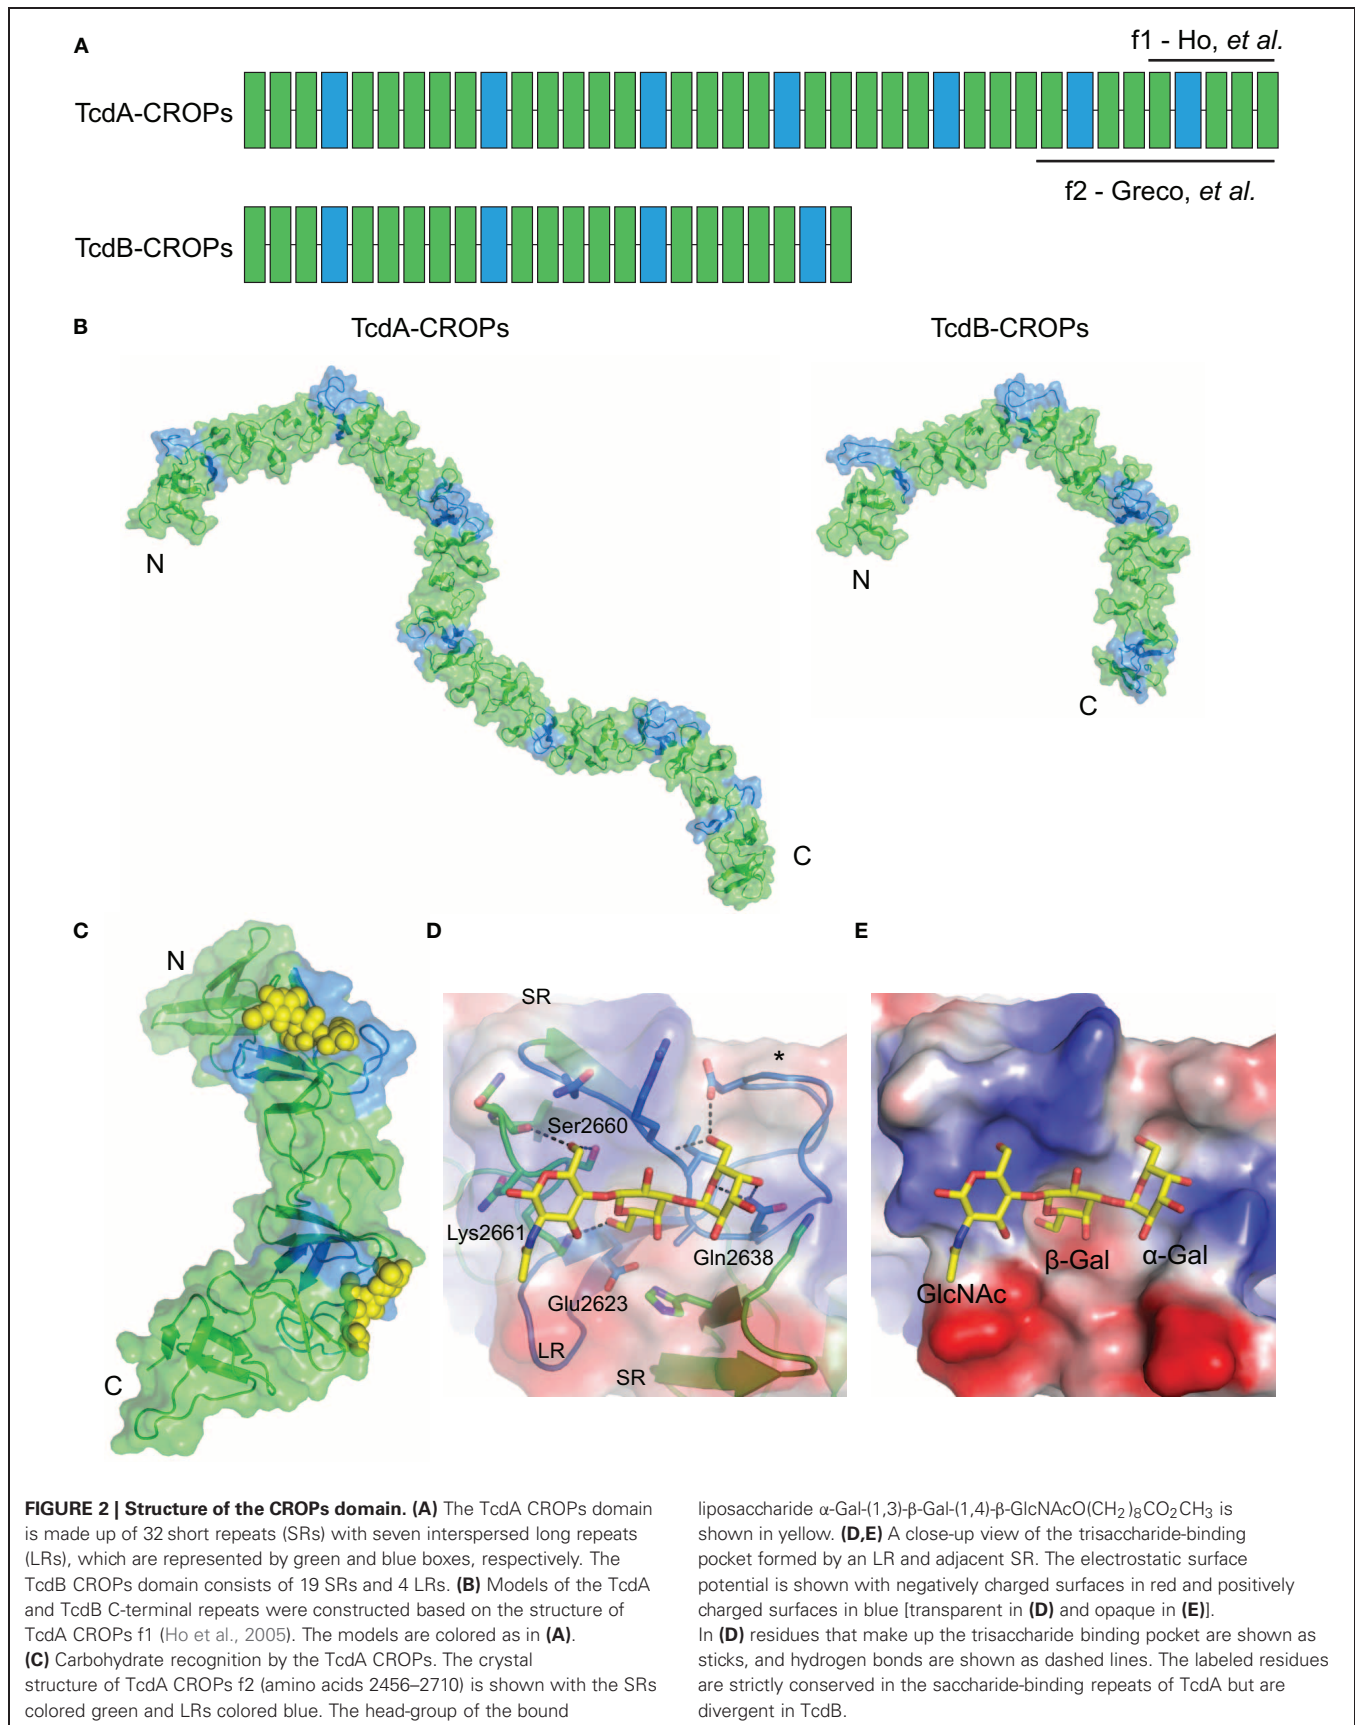 A
f1 - Ho, et al.
TcdA-CROPs
f2 - Greco, et al.
TcdB-CROPs
B
TcdA-CROPs
TcdB-CROPs
N
N
C
C
C
D
E
N
C
SR
*
Ser2660
Lys2661
Gln2638
Glu2623
LR
SR
β-Gal
α-Gal
GlcNAc
FIGURE 2 | Structure of the CROPs domain. (A) The TcdA CROPs domain
is made up of 32 short repeats (SRs) with seven interspersed long repeats
(LRs), which are represented by green and blue boxes, respectively. The
TcdB CROPs domain consists of 19 SRs and 4 LRs. (B) Models of the TcdA
and TcdB C-terminal repeats were constructed based on the structure of
TcdA CROPs f1 (Ho et al., 2005). The models are colored as in (A).
(C) Carbohydrate recognition by the TcdA CROPs. The crystal
structure of TcdA CROPs f2 (amino acids 2456–2710) is shown with the SRs
colored green and LRs colored blue. The head-group of the bound
liposaccharide α-Gal-(1,3)-β-Gal-(1,4)-β-GlcNAcO(CH₂)₈CO₂CH₃ is
shown in yellow. (D,E) A close-up view of the trisaccharide-binding
pocket formed by an LR and adjacent SR. The electrostatic surface
potential is shown with negatively charged surfaces in red and positively
charged surfaces in blue [transparent in (D) and opaque in (E)].
In (D) residues that make up the trisaccharide binding pocket are shown as
sticks, and hydrogen bonds are shown as dashed lines. The labeled residues
are strictly conserved in the saccharide-binding repeats of TcdA but are
divergent in TcdB.